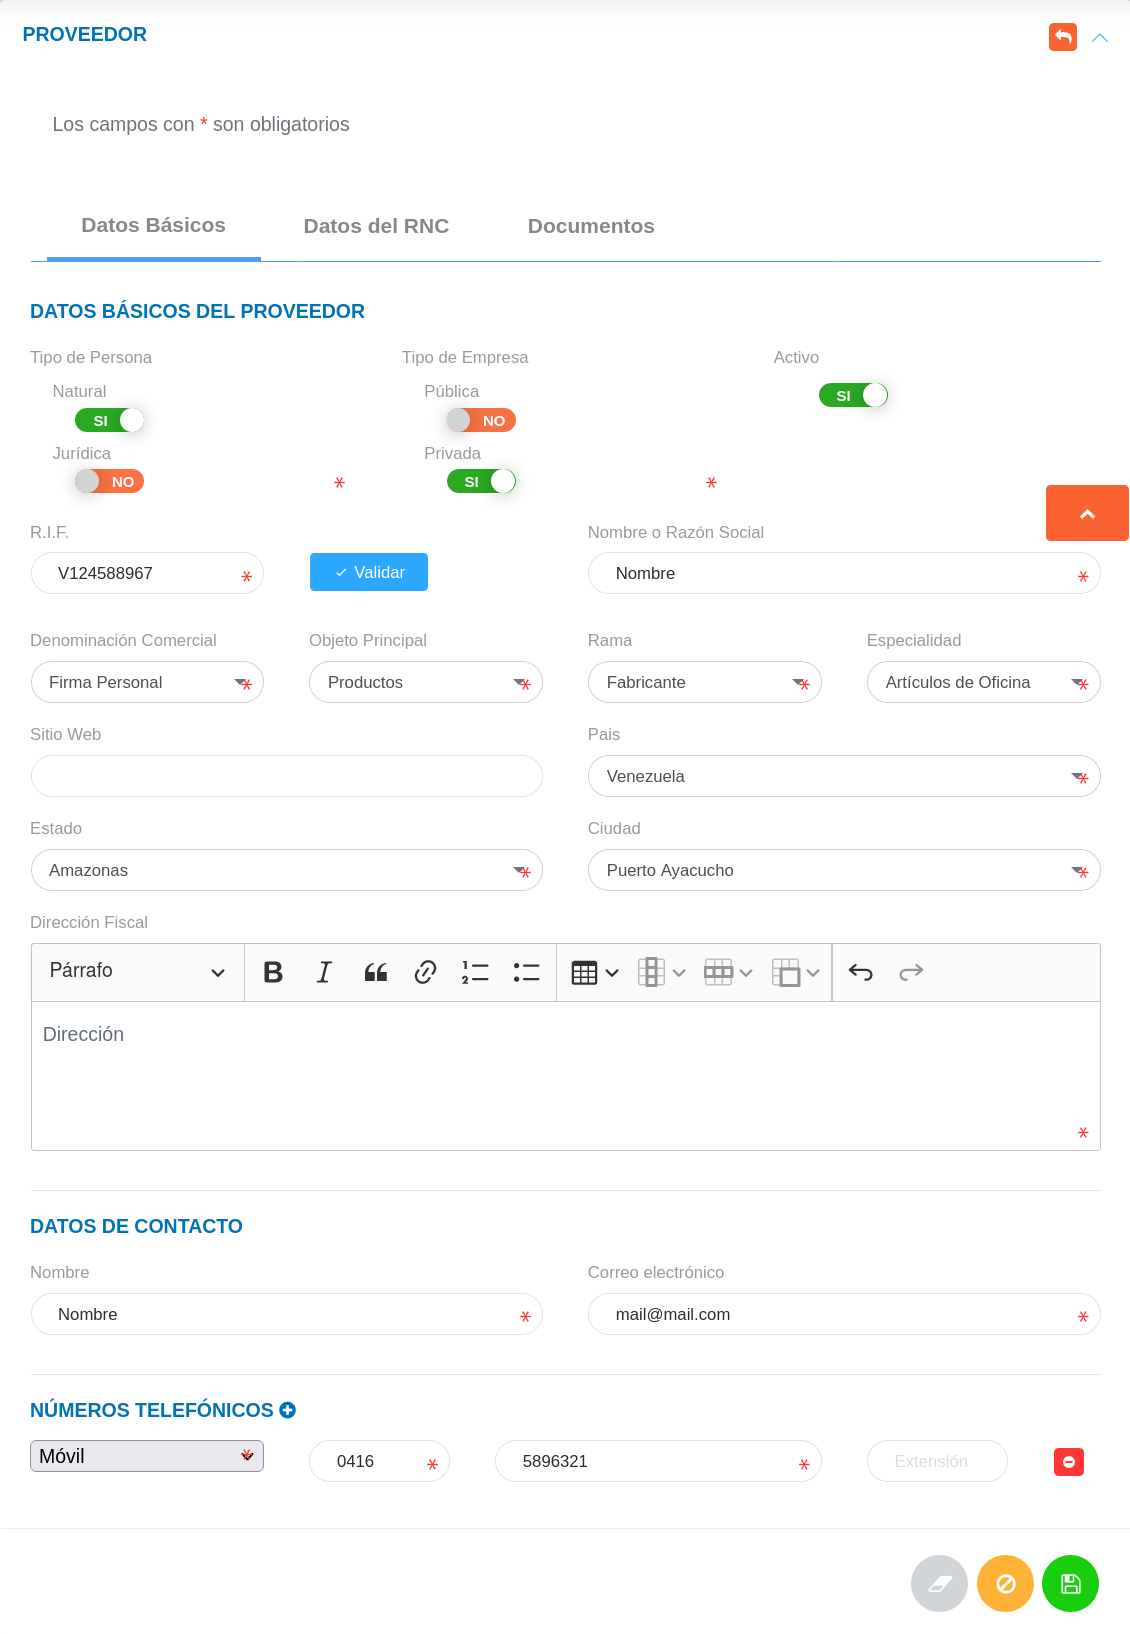 PROVEEDOR
Los campos con * son obligatorios
Datos Básicos Datos del RNC Documentos
DATOS BÁSICOS DEL PROVEEDOR
Tipo de Persona Tipo de Empresa Activo
Natural Pública
SI NO SI
Jurídica Privada
NO * SI *
R.I.F. Nombre o Razón Social
V124588967 * Validar Nombre *
Denominación Comercial Objeto Principal Rama Especialidad
Firma Personal * Productos * Fabricante * Artículos de Oficina *
Sitio Web Pais
Venezuela *
Estado Ciudad
Amazonas * Puerto Ayacucho *
Dirección Fiscal
Párrafo
Dirección
*
DATOS DE CONTACTO
Nombre Correo electrónico
Nombre * mail@mail.com *
NÚMEROS TELEFÓNICOS
Móvil * 0416 * 5896321 * Extensión